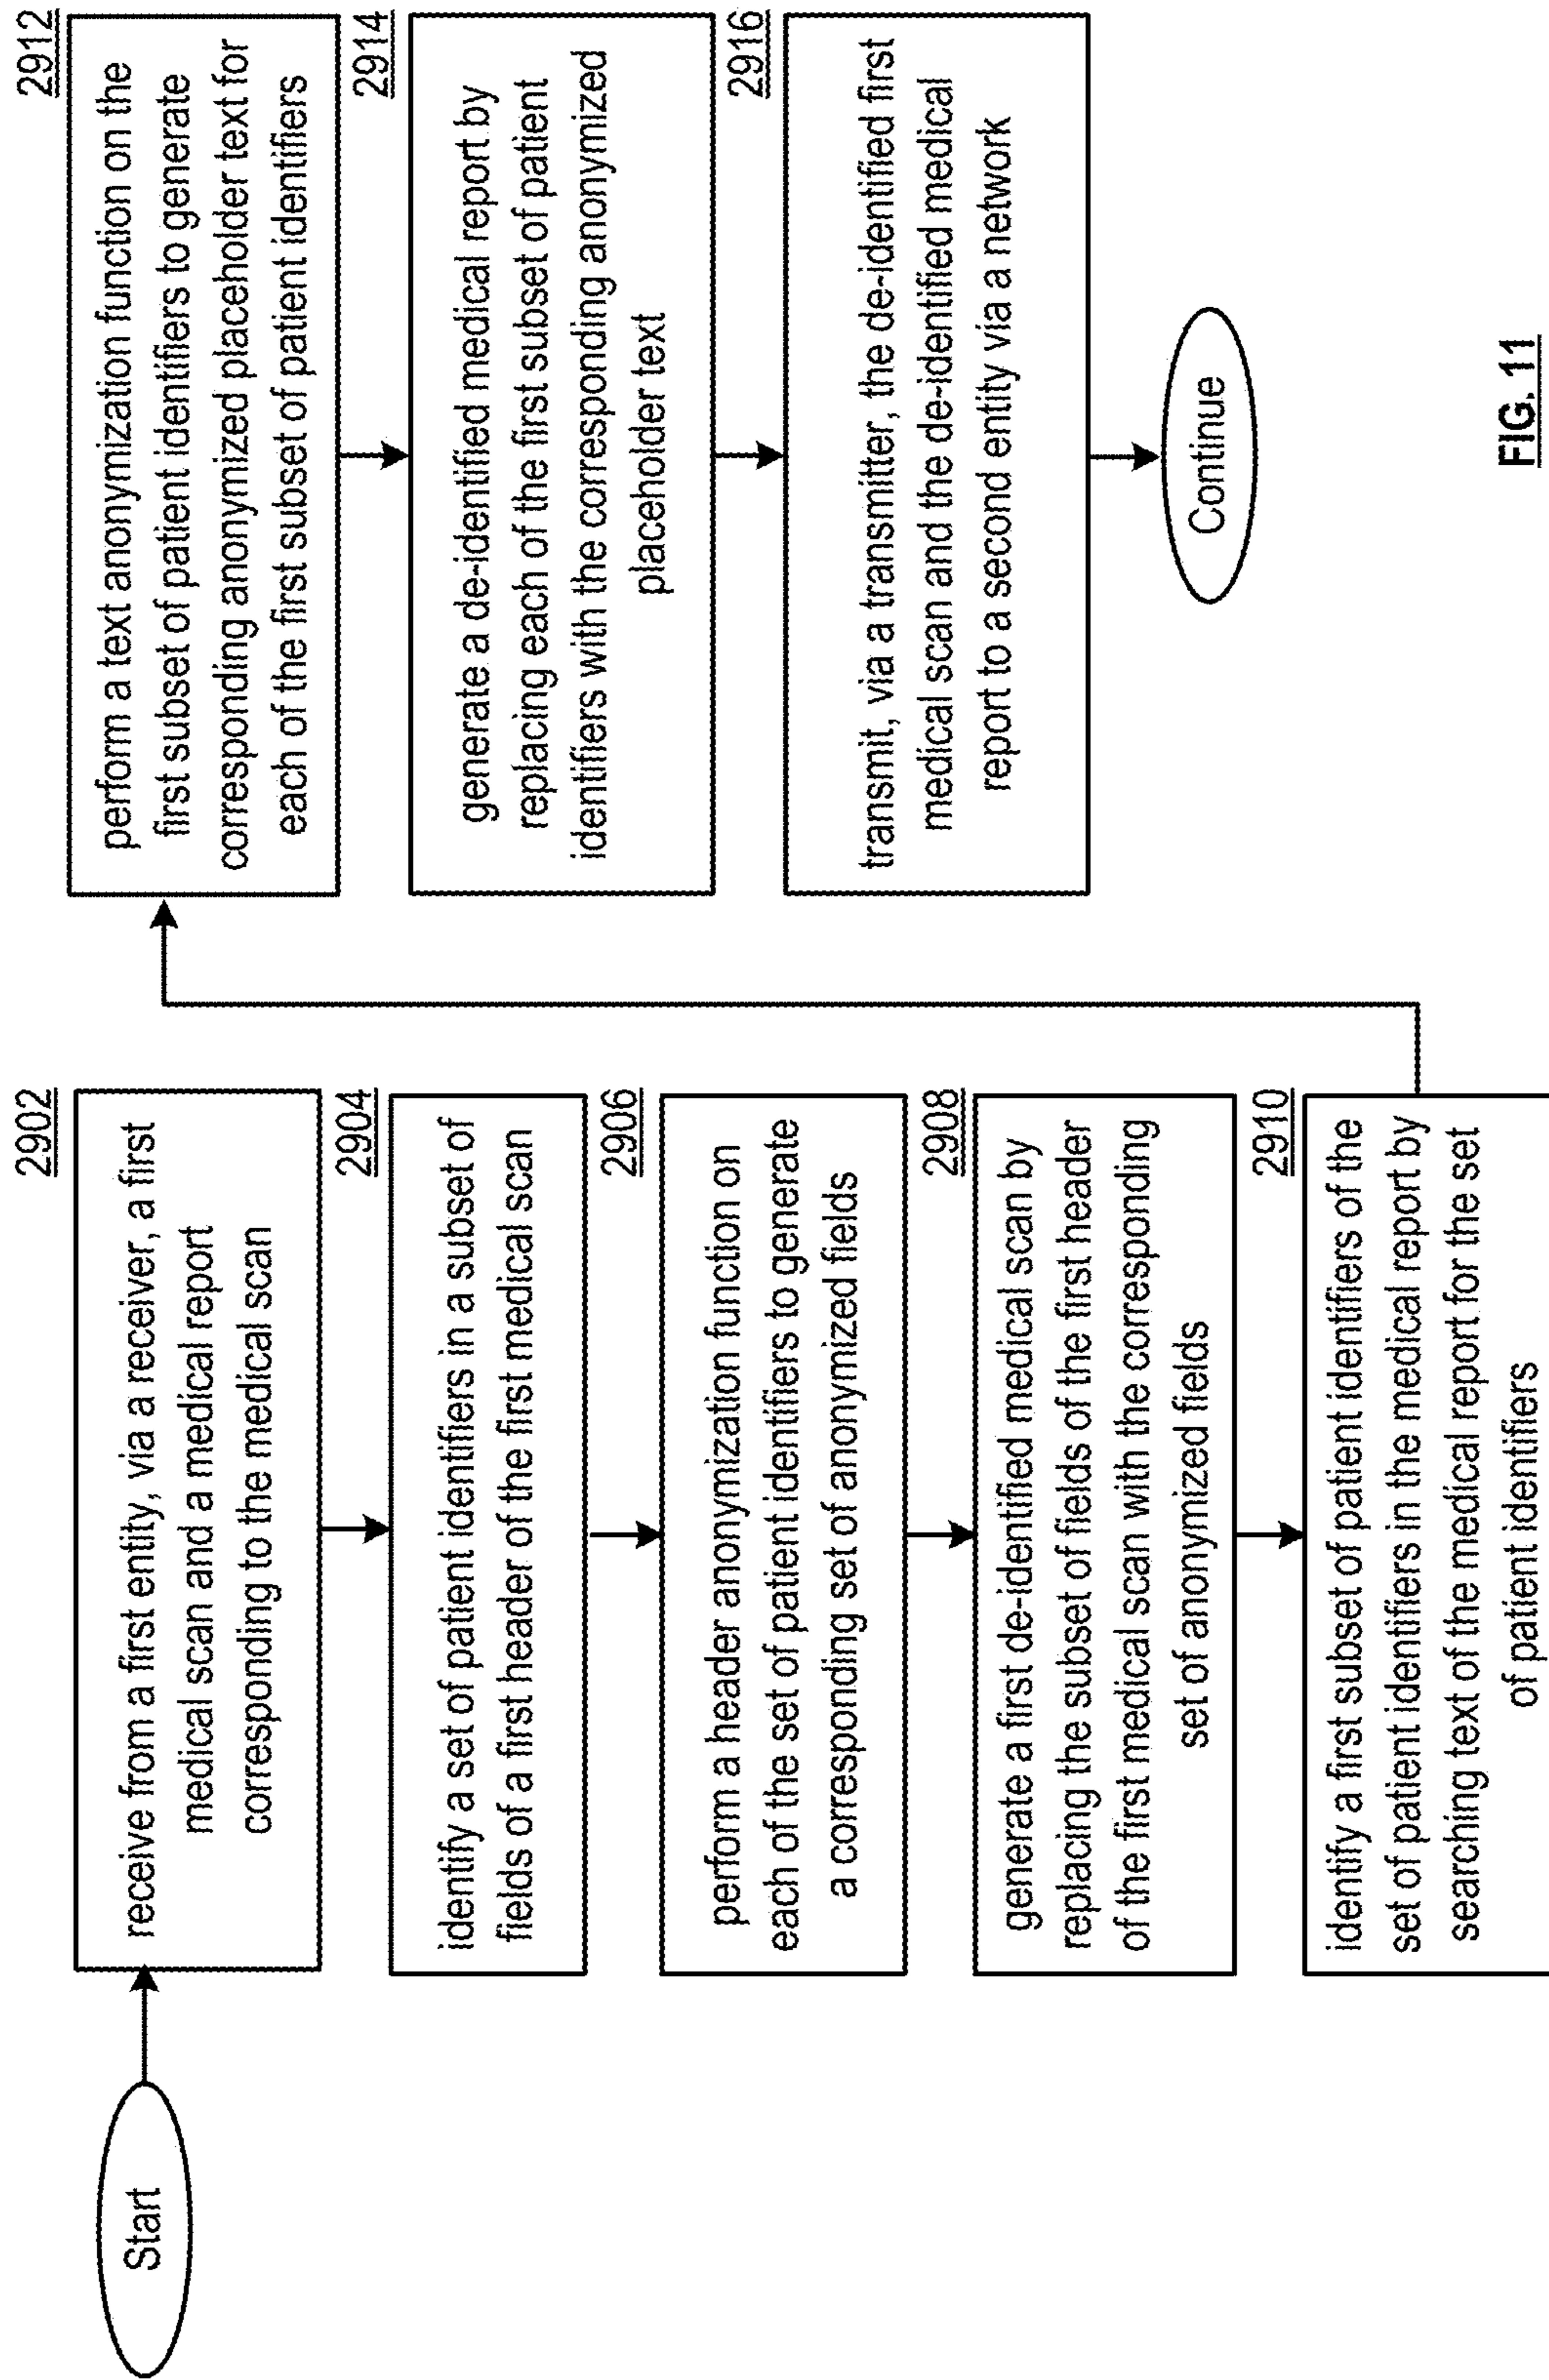 Start
2902
receive from a first entity, via a receiver, a first
medical scan and a medical report
corresponding to the medical scan
2904
identify a set of patient identifiers in a subset of
fields of a first header of the first medical scan
2906
perform a header anonymization function on
each of the set of patient identifiers to generate
a corresponding set of anonymized fields
2908
generate a first de-identified medical scan by
replacing the subset of fields of the first header
of the first medical scan with the corresponding
set of anonymized fields
2910
identify a first subset of patient identifiers of the
set of patient identifiers in the medical report by
searching text of the medical report for the set
of patient identifiers
2912
perform a text anonymization function on the
first subset of patient identifiers to generate
corresponding anonymized placeholder text for
each of the first subset of patient identifiers
2914
generate a de-identified medical report by
replacing each of the first subset of patient
identifiers with the corresponding anonymized
placeholder text
2916
transmit, via a transmitter, the de-identified first
medical scan and the de-identified medical
report to a second entity via a network
Continue
FIG. 11